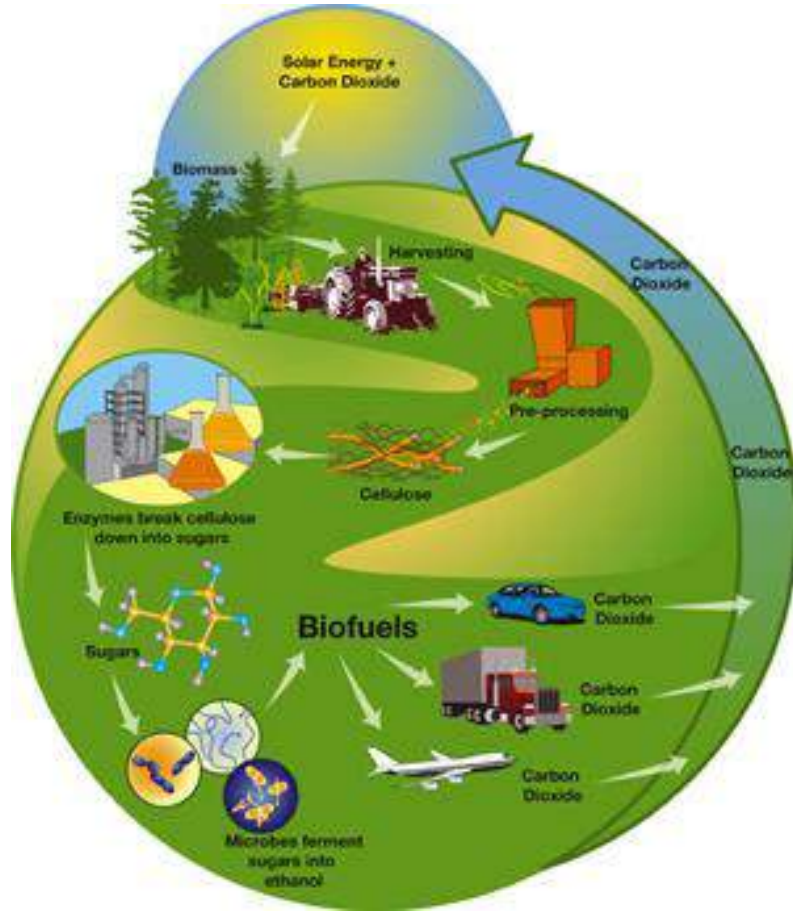 Solar Energy +
Carbon Dioxide
Biomass
Harvesting
Carbon
Dioxide
Pre-processing
Cellulose
Carbon
Dioxide
Enzymes break cellulose
down into sugars
Sugars
Biofuels
Carbon
Dioxide
Carbon
Dioxide
Carbon
Dioxide
Microbes ferment
sugars into
ethanol